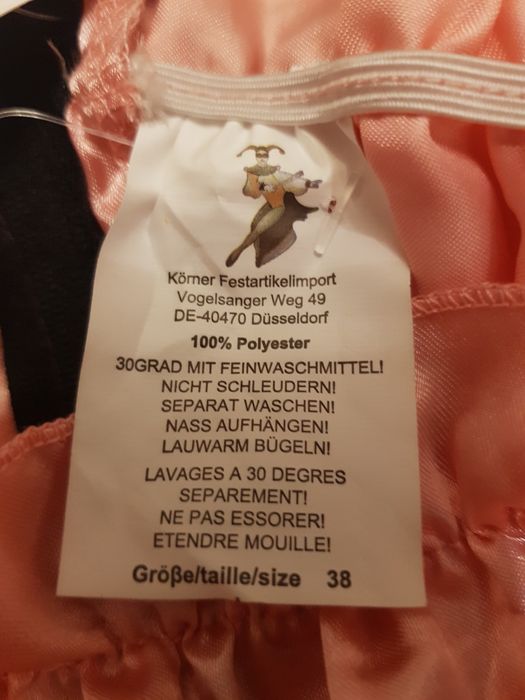 Körner Festartikelimport
Vogelsanger Weg 49
DE-40470 Düsseldorf
100% Polyester
30GRAD MIT FEINWASCHMITTEL!
NICHT SCHLEUDERN!
SEPARAT WASCHEN!
NASS AUFHÄNGEN!
LAUWARM BÜGELN!
LAVAGES A 30 DEGRES
SEPAREMENT!
NE PAS ESSORER!
ETENDRE MOUILLE!
Größe/taille/size 38